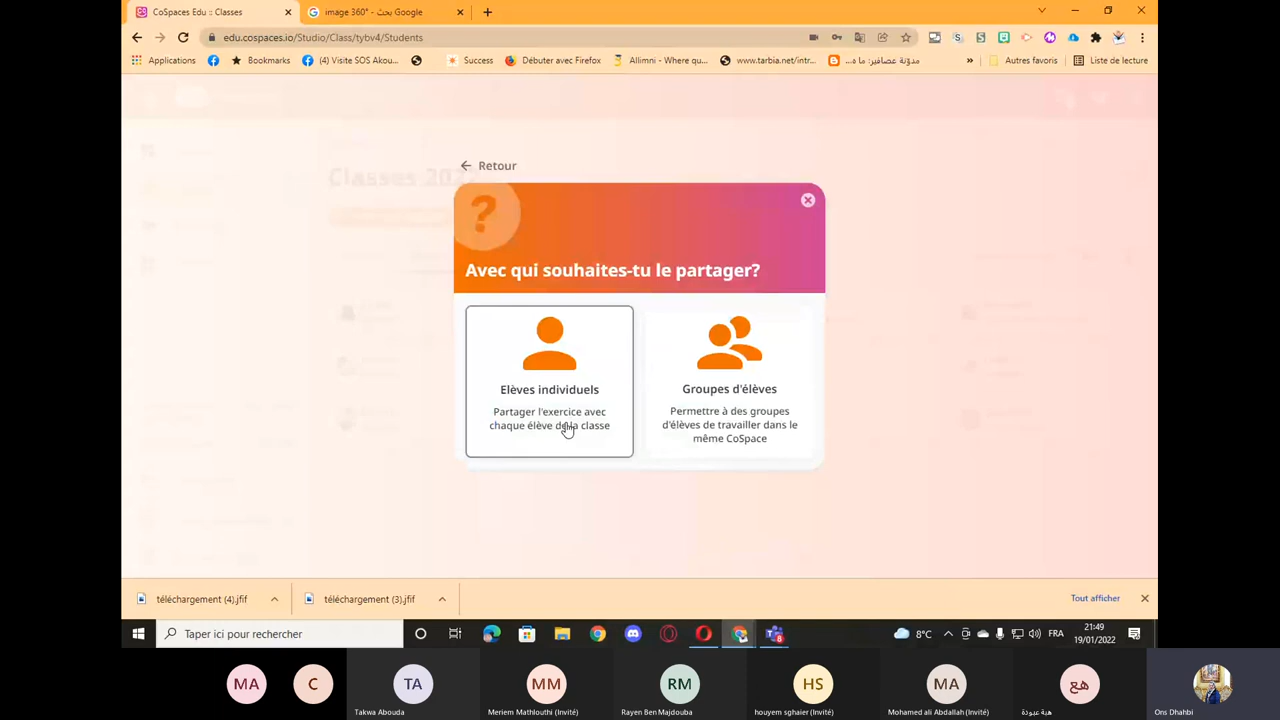 CoSpaces Edu :: Classes
image 360° - بحث Google
edu.cospaces.io/Studio/Class/tybv4/Students
Applications
Bookmarks
(4) Visite SOS Akou...
Success
Débuter avec Firefox
Allimni - Where qu...
www.tarbia.net/intr...
مدوّنة عصافير: ما ه...
»
Autres favoris
Liste de lecture
Retour
Classes 202
?
Avec qui souhaites-tu le partager?
Elèves individuels
Partager l'exercice avec
chaque élève de la classe
Groupes d'élèves
Permettre à des groupes
d'élèves de travailler dans le
même CoSpace
téléchargement (4).jfif
téléchargement (3).jfif
Tout afficher
Taper ici pour rechercher
8°C
FRA
21:49
19/01/2022
MA
C
TA
Takwa Abouda
MM
Meriem Mathlouthi (Invité)
RM
Rayen Ben Majdouba
HS
houyem sghaier (Invité)
MA
Mohamed ali Abdallah (Invité)
هع
هبة عبودة
Ons Dhahbi